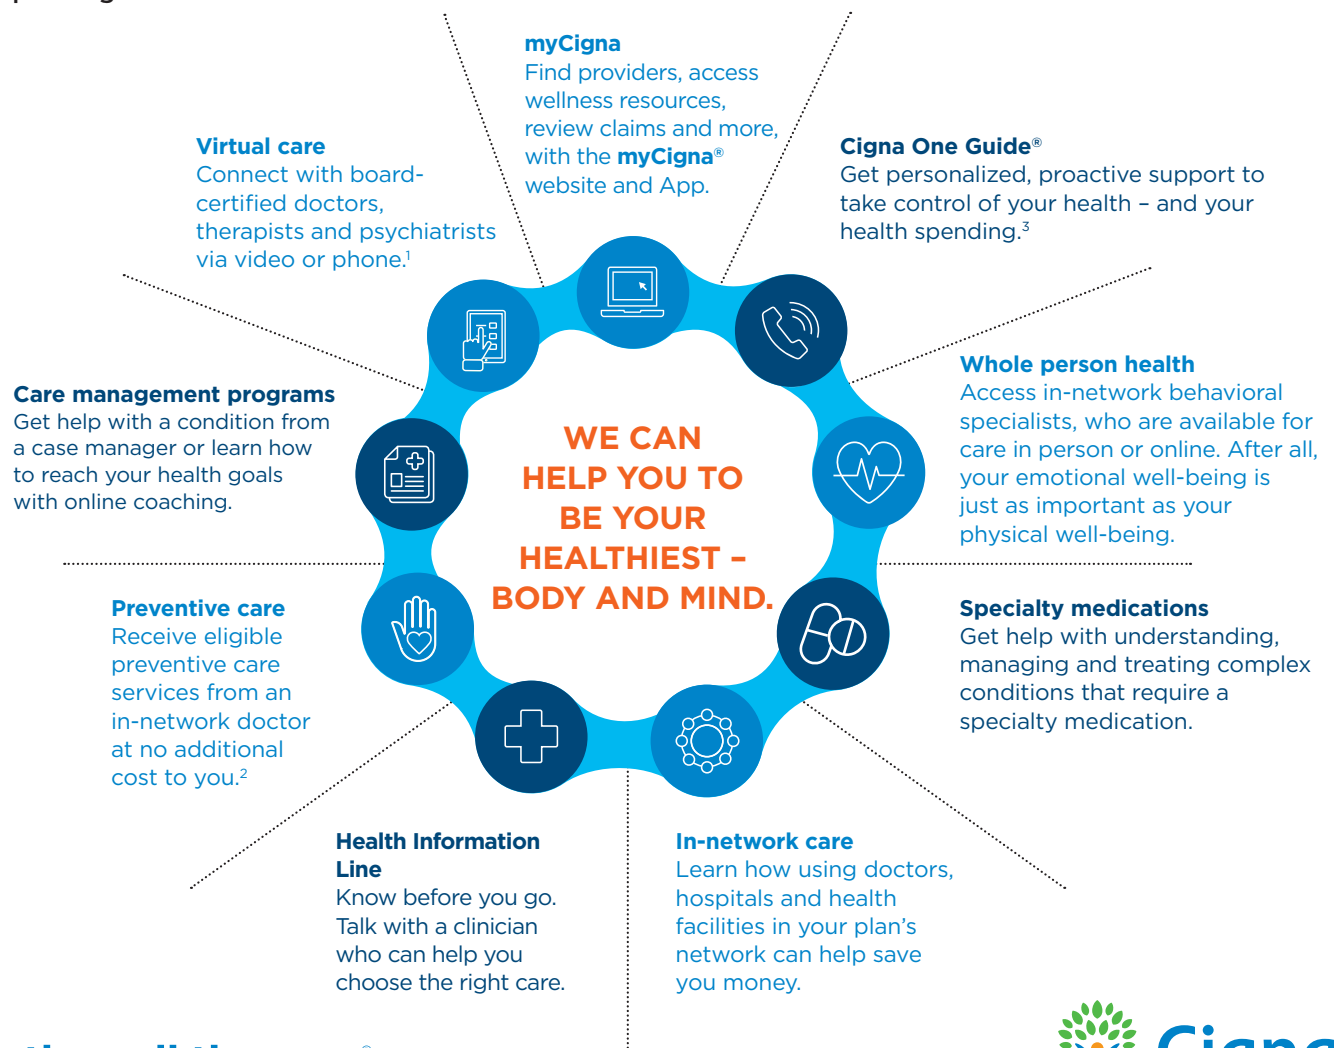 myCigna
Find providers, access
wellness resources,
review claims and more,
with the myCigna®
website and App.
Virtual care
Connect with board-
certified doctors,
therapists and psychiatrists
via video or phone.¹
Cigna One Guide®
Get personalized, proactive support to
take control of your health – and your
health spending.³
Care management programs
Get help with a condition from
a case manager or learn how
to reach your health goals
with online coaching.
WE CAN
HELP YOU TO
BE YOUR
HEALTHIEST –
BODY AND MIND.
Whole person health
Access in-network behavioral
specialists, who are available for
care in person or online. After all,
your emotional well-being is
just as important as your
physical well-being.
Preventive care
Receive eligible
preventive care
services from an
in-network doctor
at no additional
cost to you.²
Specialty medications
Get help with understanding,
managing and treating complex
conditions that require a
specialty medication.
Health Information
Line
Know before you go.
Talk with a clinician
who can help you
choose the right care.
In-network care
Learn how using doctors,
hospitals and health
facilities in your plan’s
network can help save
you money.
Cigna